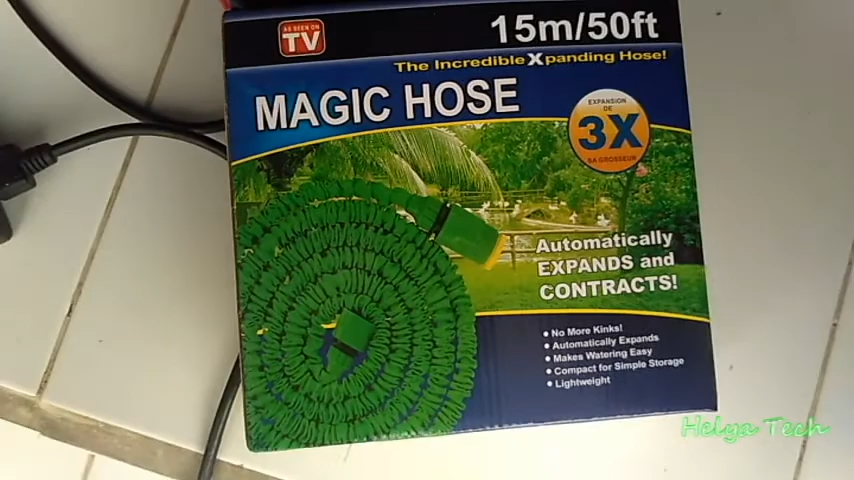 AS SEEN ON
TV
15m/50ft
The Incredible Xpanding Hose!
MAGIC HOSE
EXPANSION
DE
3X
SA GROSSEUR
Automatically
EXPANDS and
CONTRACTS!
• No More Kinks!
• Automatically Expands
• Makes Watering Easy
• Compact for Simple Storage
• Lightweight
Helya Tech